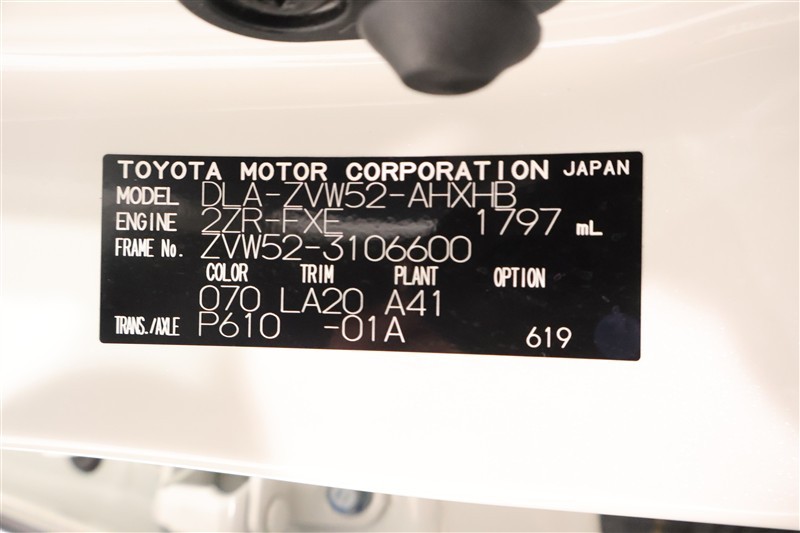 TOYOTA MOTOR CORPORATION JAPAN
MODEL DLA-ZVW52-AHXHB
ENGINE 2ZR-FXE 1797 mL
FRAME No. ZVW52-3106600
COLOR TRIM PLANT OPTION
070 LA20 A41
TRANS./AXLE P610 -01A 619